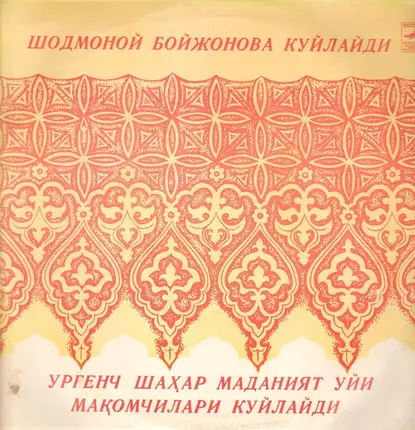 ШОДМОНОЙ БОЙЖОНОВА КУЙЛАЙДИ
УРГЕНЧ ШАҲАР МАДАНИЯТ УЙИ
МАҚОМЧИЛАРИ КУЙЛАЙДИ